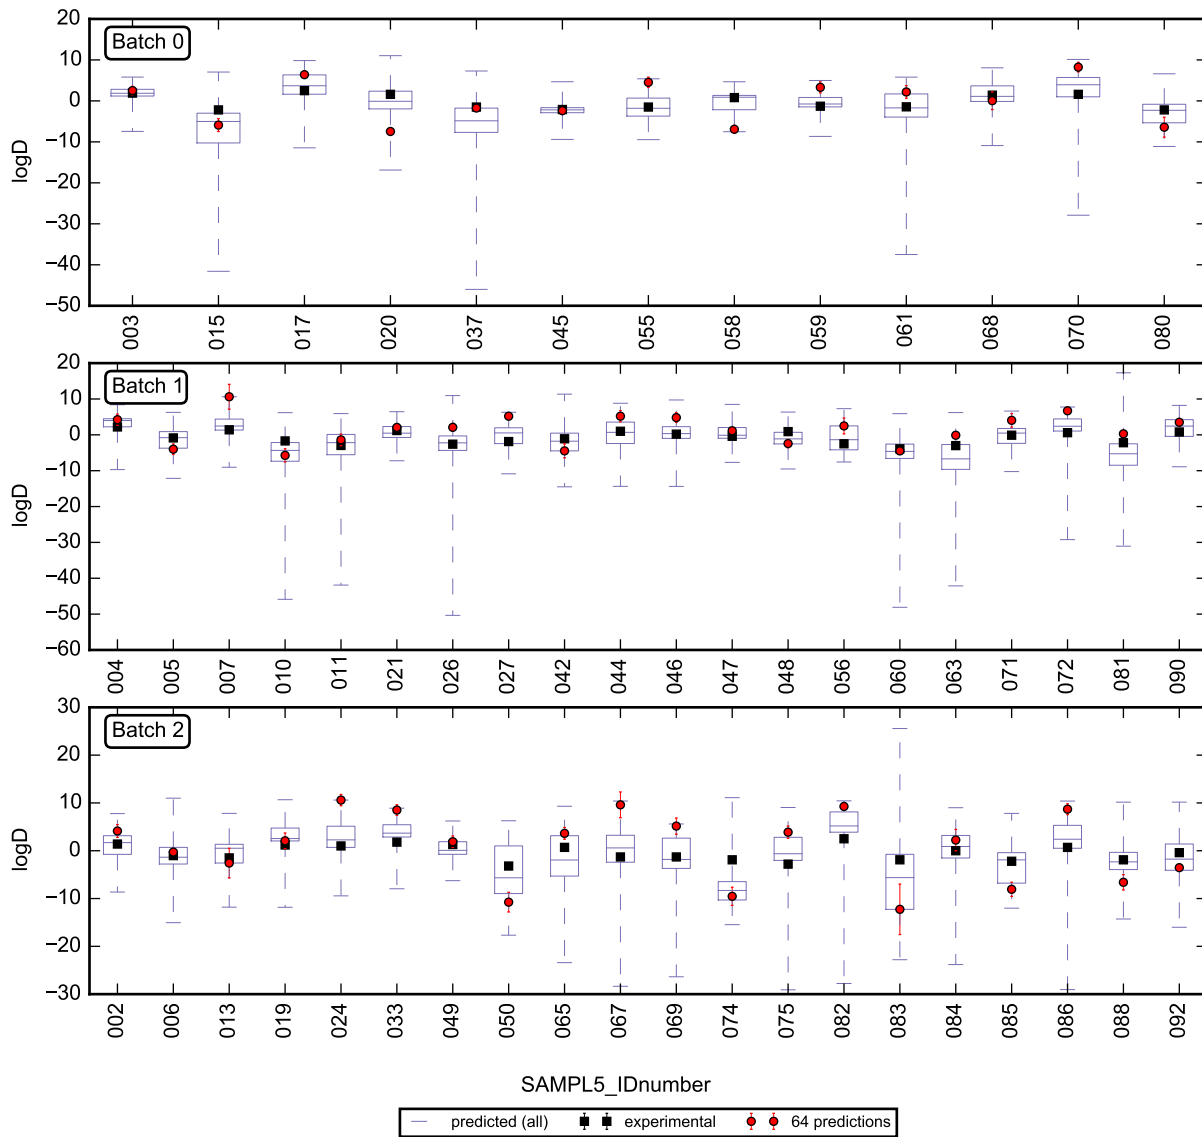 20
10
0
−10
−20
−30
−40
−50
logD
Batch 0
003 015 017 020 037 045 055 058 059 061 068 070 080
20
10
0
−10
−20
−30
−40
−50
−60
logD
Batch 1
004 005 007 010 011 021 026 027 042 044 046 047 048 056 060 063 071 072 081 090
30
20
10
0
−10
−20
−30
logD
Batch 2
002 006 013 019 024 033 049 050 065 067 069 074 075 082 083 084 085 086 088 092
SAMPL5_IDnumber
predicted (all) experimental 64 predictions